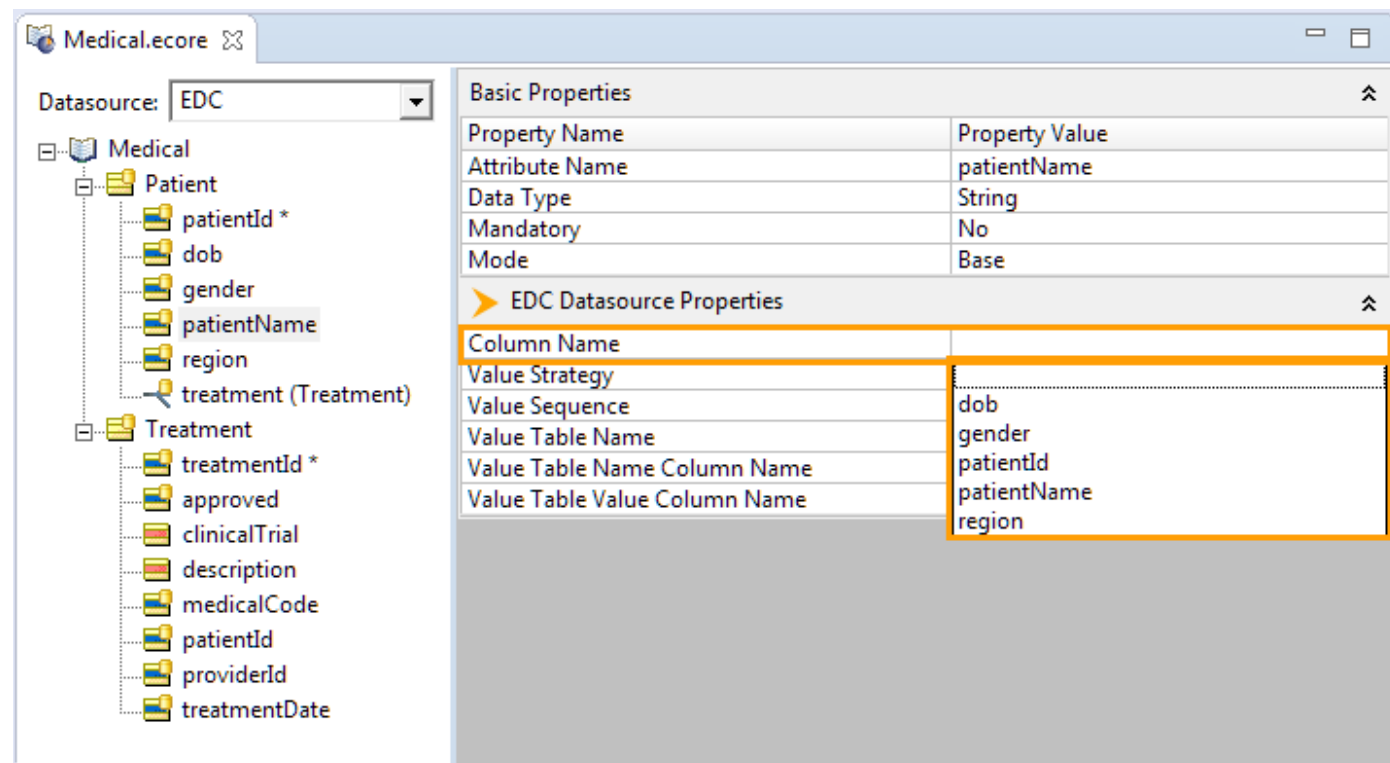 Medical.ecore
Datasource: EDC
Medical
Patient
patientId *
dob
gender
patientName
region
treatment (Treatment)
Treatment
treatmentId *
approved
clinicalTrial
description
medicalCode
patientId
providerId
treatmentDate
Basic Properties
Property Name Property Value
Attribute Name patientName
Data Type String
Mandatory No
Mode Base
EDC Datasource Properties
Column Name
Value Strategy
Value Sequence
Value Table Name
Value Table Name Column Name
Value Table Value Column Name
dob
gender
patientId
patientName
region